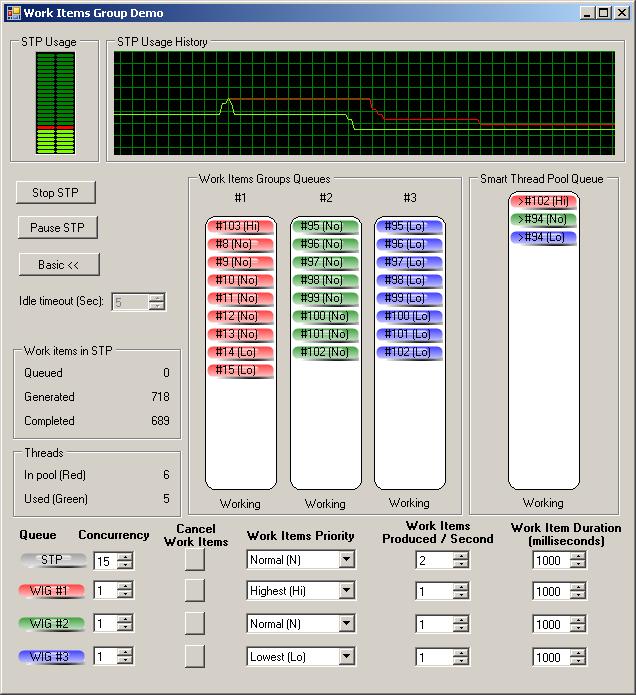 Work Items Group Demo
STP Usage
STP Usage History
Stop STP
Pause STP
Basic <<
Idle timeout (Sec): 5
Work items in STP
Queued 0
Generated 718
Completed 689
Threads
In pool (Red) 6
Used (Green) 5
Work Items Groups Queues
#1 #2 #3
#103 (Hi) #95 (No) #95 (Lo)
#8 (No) #96 (No) #96 (Lo)
#9 (No) #97 (No) #97 (Lo)
#10 (No) #98 (No) #98 (Lo)
#11 (No) #99 (No) #99 (Lo)
#12 (No) #100 (No) #100 (Lo)
#13 (No) #101 (No) #101 (Lo)
#14 (Lo) #102 (No) #102 (Lo)
#15 (Lo)
Working Working Working
Smart Thread Pool Queue
>#102 (Hi)
>#94 (No)
>#94 (Lo)
Working
Queue Concurrency Cancel Work Items Work Items Priority Work Items Produced / Second Work Item Duration (milliseconds)
STP 15 Normal (N) 2 1000
WIG #1 1 Highest (Hi) 1 1000
WIG #2 1 Normal (N) 1 1000
WIG #3 1 Lowest (Lo) 1 1000